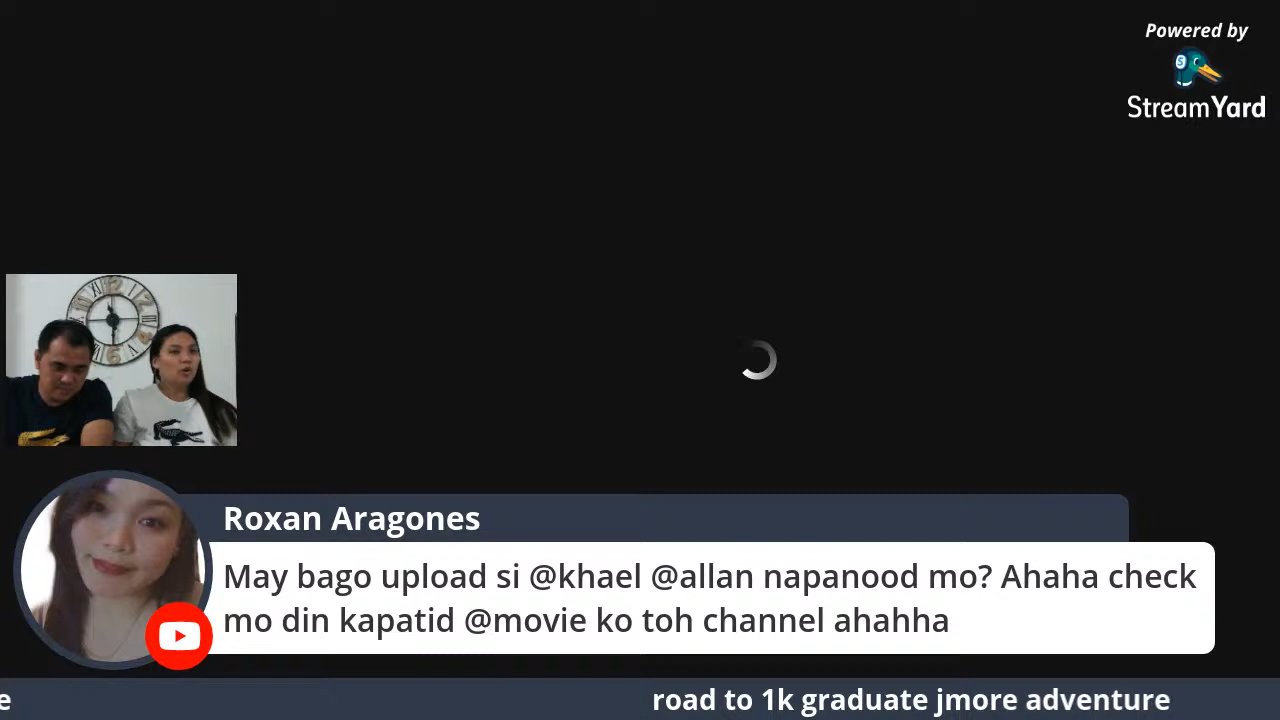 Powered by
StreamYard
Roxan Aragones
May bago upload si @khael @allan napanood mo? Ahaha check
mo din kapatid @movie ko toh channel ahahha
e
road to 1k graduate jmore adventure